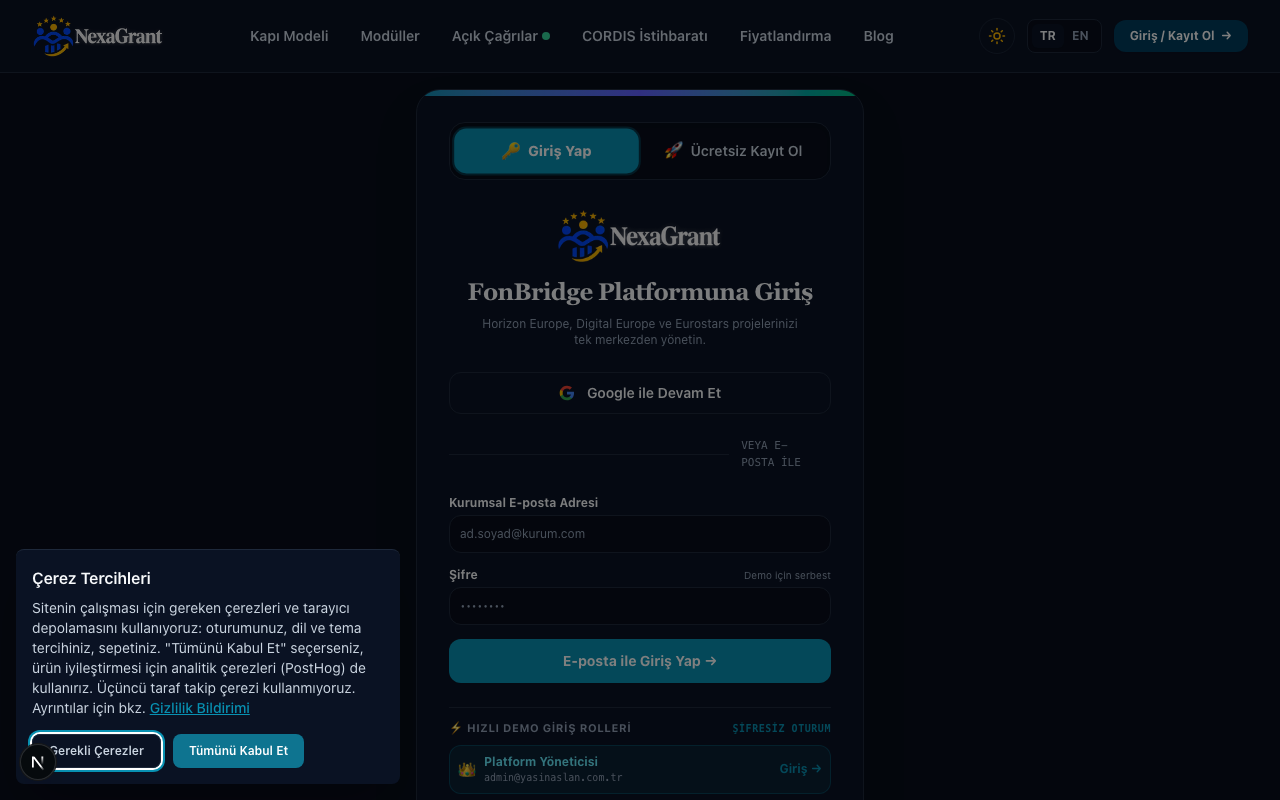 NexaGrant
Kapı Modeli
Modüller
Açık Çağrılar
CORDIS İstihbaratı
Fiyatlandırma
Blog
TR
EN
Giriş / Kayıt Ol →
🔑 Giriş Yap
🚀 Ücretsiz Kayıt Ol
NexaGrant
FonBridge Platformuna Giriş
Horizon Europe, Digital Europe ve Eurostars projelerinizi
tek merkezden yönetin.
Google ile Devam Et
VEYA E-
POSTA İLE
Kurumsal E-posta Adresi
ad.soyad@kurum.com
Şifre
Demo için serbest
••••••••
E-posta ile Giriş Yap →
⚡ HIZLI DEMO GİRİŞ ROLLERİ
ŞİFRESİZ OTURUM
Platform Yöneticisi
admin@yasinaslan.com.tr
Giriş →
Çerez Tercihleri
Sitenin çalışması için gereken çerezleri ve tarayıcı
depolamasını kullanıyoruz: oturumunuz, dil ve tema
tercihiniz, sepetiniz. "Tümünü Kabul Et" seçerseniz,
ürün iyileştirmesi için analitik çerezleri (PostHog) de
kullanırız. Üçüncü taraf takip çerezi kullanmıyoruz.
Ayrıntılar için bkz. Gizlilik Bildirimi
Gerekli Çerezler
Tümünü Kabul Et
N